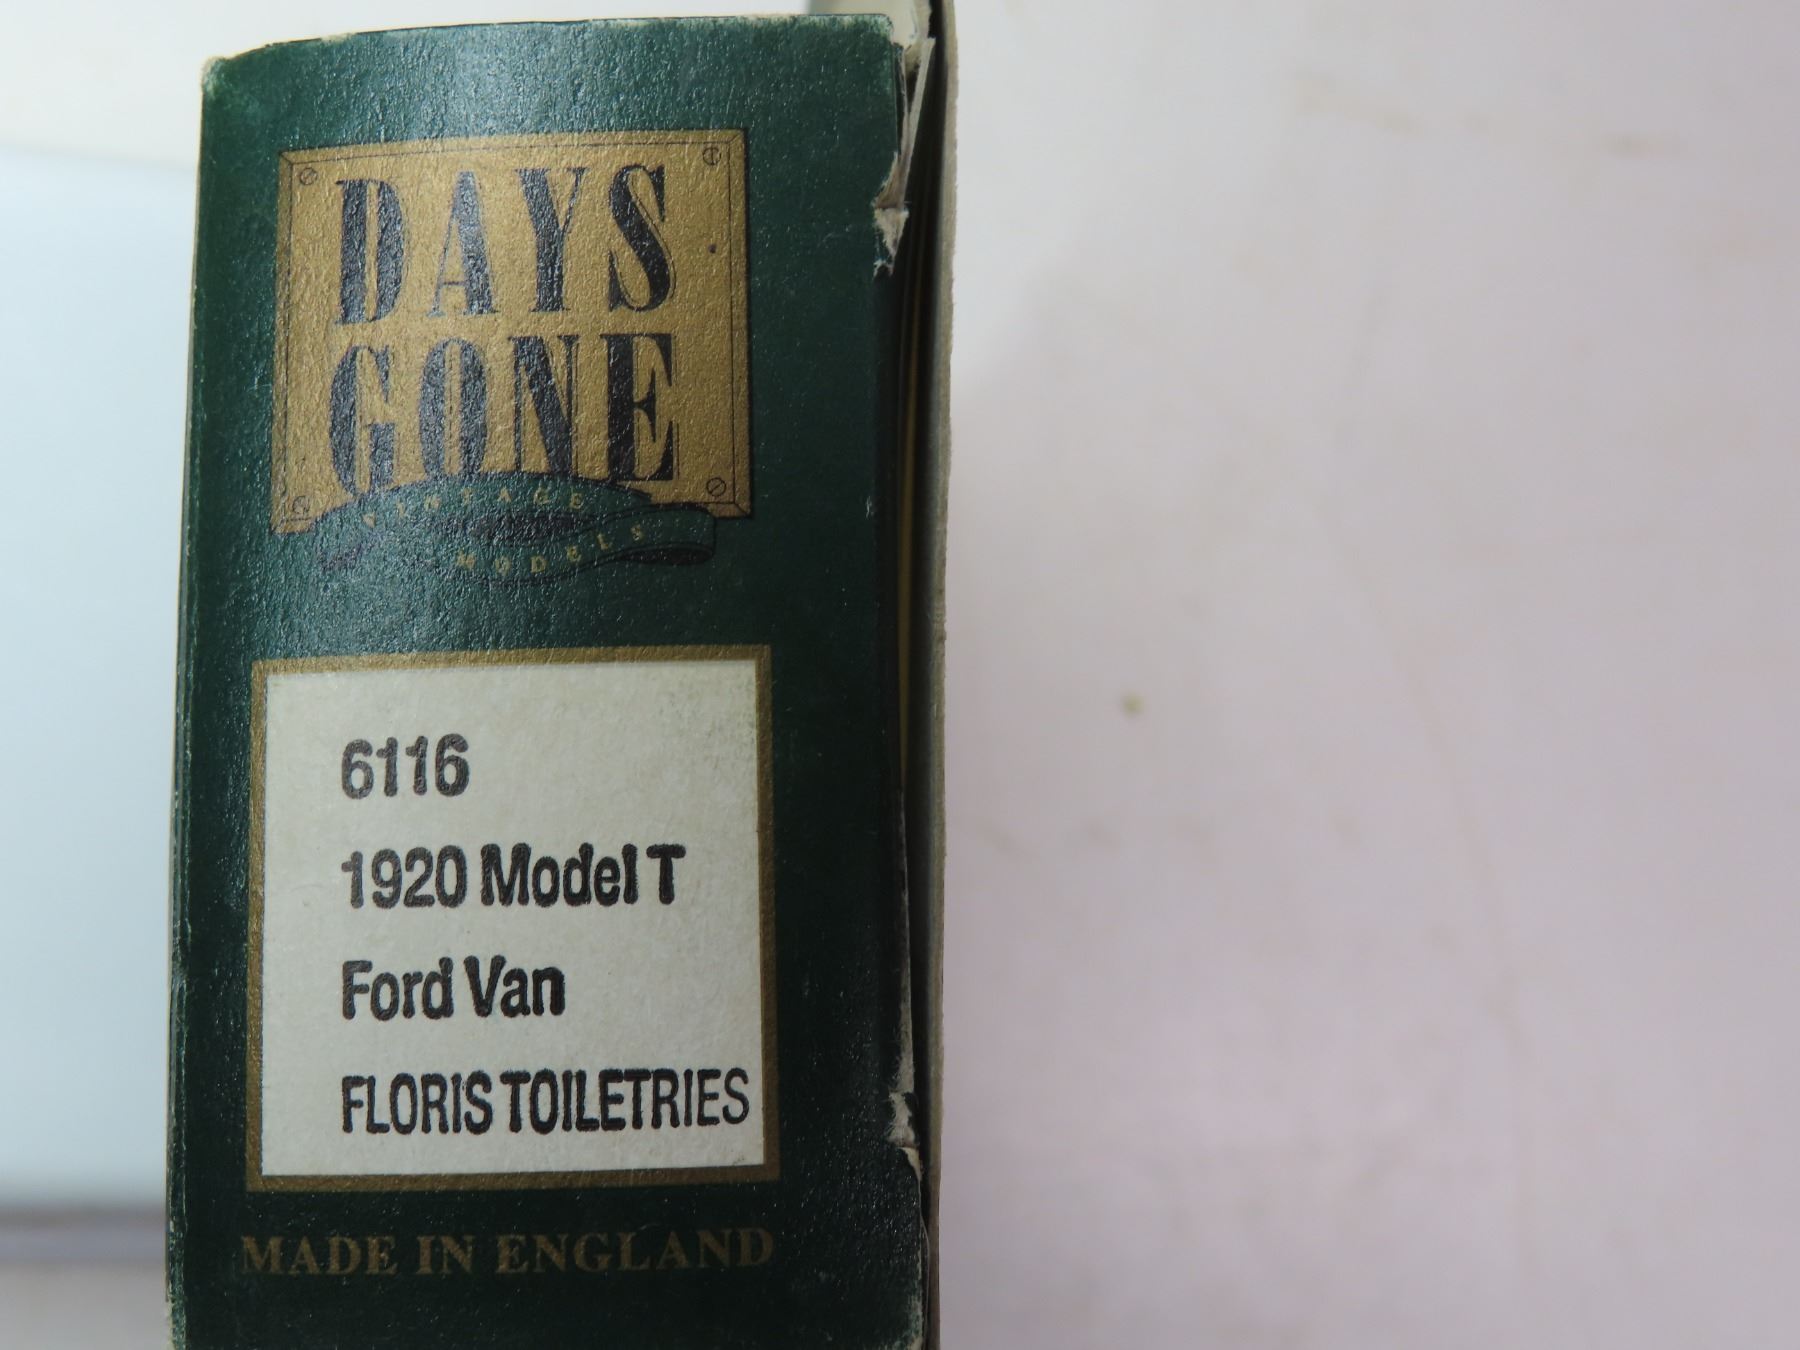 DAYS
GONE
VINTAGE
MODELS
6116
1920 Model T
Ford Van
FLORIS TOILETRIES
MADE IN ENGLAND